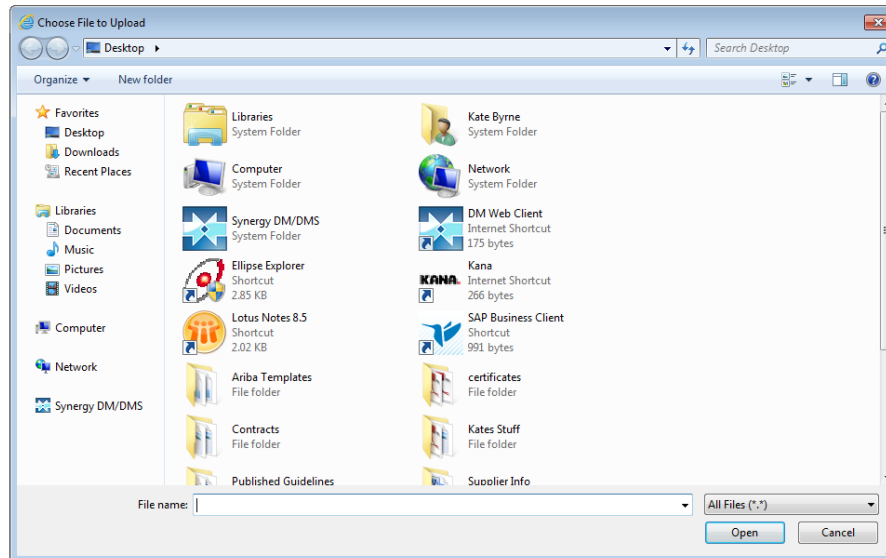 Choose File to Upload
Desktop
Search Desktop
Organize
New folder
Favorites
Desktop
Downloads
Recent Places
Libraries
Documents
Music
Pictures
Videos
Computer
Network
Synergy DM/DMS
Libraries
System Folder
Kate Byrne
System Folder
Computer
System Folder
Network
System Folder
Synergy DM/DMS
System Folder
DM Web Client
Internet Shortcut
175 bytes
Ellipse Explorer
Shortcut
2.85 KB
KANA.
Kana
Internet Shortcut
266 bytes
Lotus Notes 8.5
Shortcut
2.02 KB
SAP Business Client
Shortcut
991 bytes
Ariba Templates
File folder
certificates
File folder
Contracts
File folder
Kates Stuff
File folder
Published Guidelines
Supplier Info
File name:
All Files (*.*)
Open
Cancel